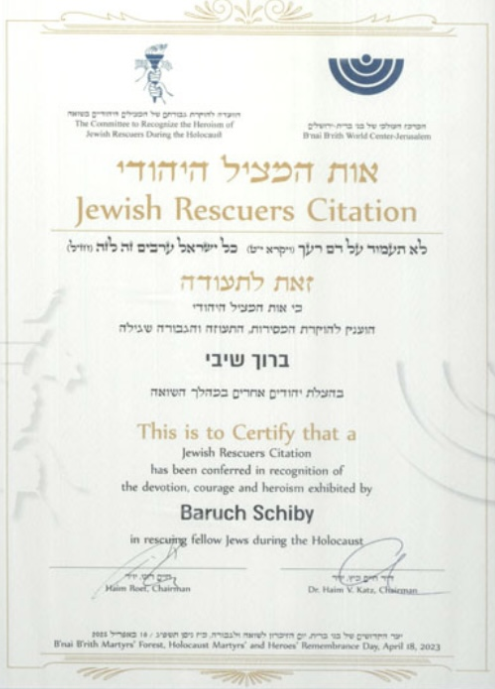 הוועדה להוקרת גבורתם של המצילים היהודיים בשואה
The Committee to Recognize the Heroism of
Jewish Rescuers During the Holocaust
המרכז העולמי של בני ברית-ירושלים
B'nai B'rith World Center-Jerusalem
אות המציל היהודי
Jewish Rescuers Citation
לא תעמוד על דם רעך (ויקרא י"ט) כל ישראל ערבים זה לזה (חז"ל)
זאת לתעודה
כי אות המציל היהודי
הוענק להוקרת המסירות, התעוזה והגבורה שגילה
ברוך שיבי
בהצלת יהודים אחרים במהלך השואה
This is to Certify that a
Jewish Rescuers Citation
has been conferred in recognition of
the devotion, courage and heroism exhibited by
Baruch Schiby
in rescuing fellow Jews during the Holocaust
חיים רואט, יו"ר
Haim Roet, Chairman
ד"ר חיים כ"ץ, יו"ר
Dr. Haim V. Katz, Chairman
יער הקדושים של בני ברית, יום הזיכרון לשואה ולגבורה, כ"ז ניסן תשפ"ג / 18 באפריל 2023
B'nai B'rith Martyrs' Forest, Holocaust Martyrs' and Heroes' Remembrance Day, April 18, 2023